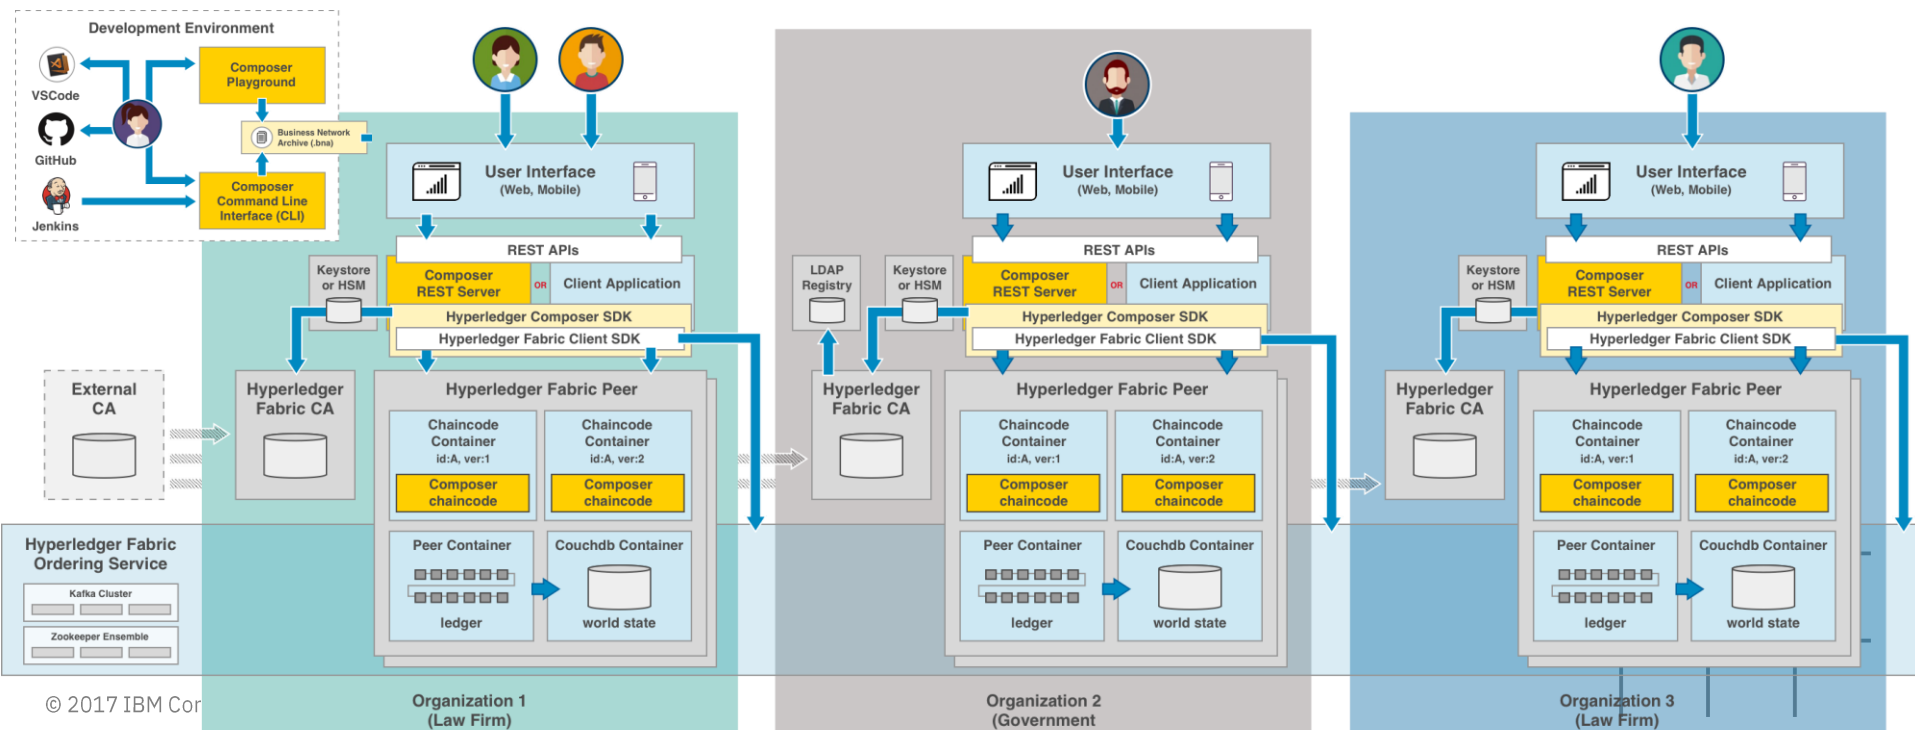 Development Environment
VSCode
GitHub
Jenkins
Composer
Playground
Business Network
Archive (.bna)
Composer
Command Line
Interface (CLI)
User Interface
(Web, Mobile)
REST APIs
Keystore
or HSM
Composer
REST Server
OR
Client Application
Hyperledger Composer SDK
Hyperledger Fabric Client SDK
External
CA
Hyperledger
Fabric CA
Hyperledger Fabric Peer
Chaincode
Container
id:A, ver:1
Composer
chaincode
Chaincode
Container
id:A, ver:2
Composer
chaincode
Peer Container
ledger
Couchdb Container
world state
Hyperledger Fabric
Ordering Service
Kafka Cluster
Zookeeper Ensemble
© 2017 IBM Cor
Organization 1
(Law Firm)
User Interface
(Web, Mobile)
REST APIs
LDAP
Registry
Keystore
or HSM
Composer
REST Server
OR
Client Application
Hyperledger Composer SDK
Hyperledger Fabric Client SDK
Hyperledger
Fabric CA
Hyperledger Fabric Peer
Chaincode
Container
id:A, ver:1
Composer
chaincode
Chaincode
Container
id:A, ver:2
Composer
chaincode
Peer Container
ledger
Couchdb Container
world state
Organization 2
(Government
User Interface
(Web, Mobile)
REST APIs
Keystore
or HSM
Composer
REST Server
OR
Client Application
Hyperledger Composer SDK
Hyperledger Fabric Client SDK
Hyperledger
Fabric CA
Hyperledger Fabric Peer
Chaincode
Container
id:A, ver:1
Composer
chaincode
Chaincode
Container
id:A, ver:2
Composer
chaincode
Peer Container
ledger
Couchdb Container
world state
Organization 3
(Law Firm)